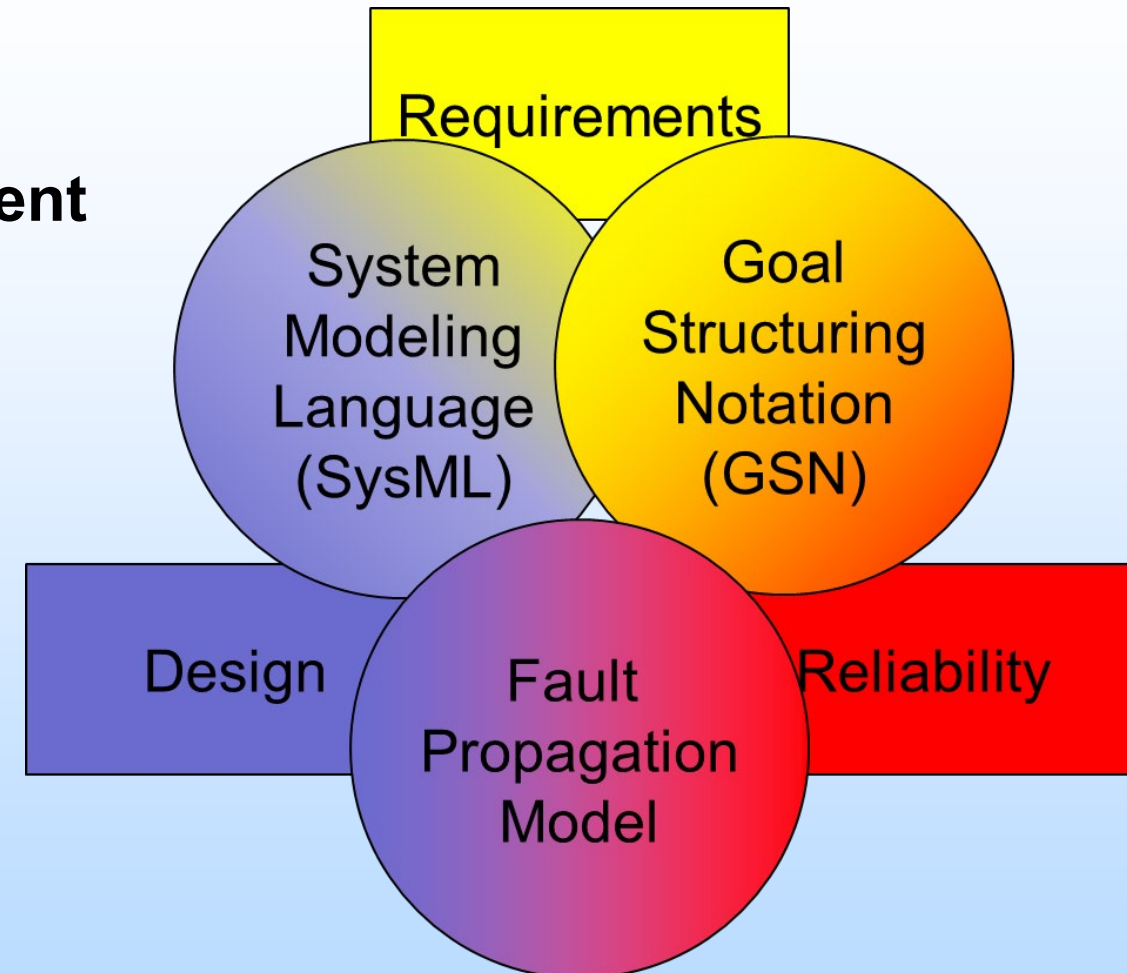 Requirements
ent
System
Modeling
Language
(SysML)
Goal
Structuring
Notation
(GSN)
Design
Fault
Propagation
Model
Reliability